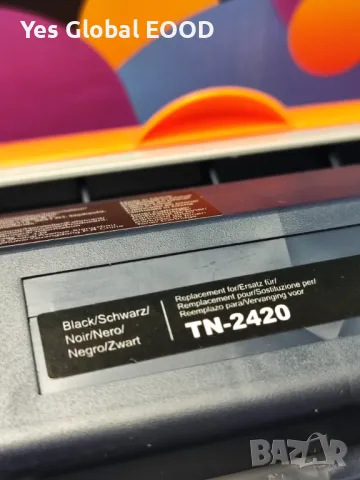 Yes Global EOOD
Black/Schwarz/
Noir/Nero/
Negro/Zwart
Replacement for/Ersatz für/
Remplacement pour/Sostituzione per/
Reemplazo para/Vervanging voor
TN-2420
BAZAR